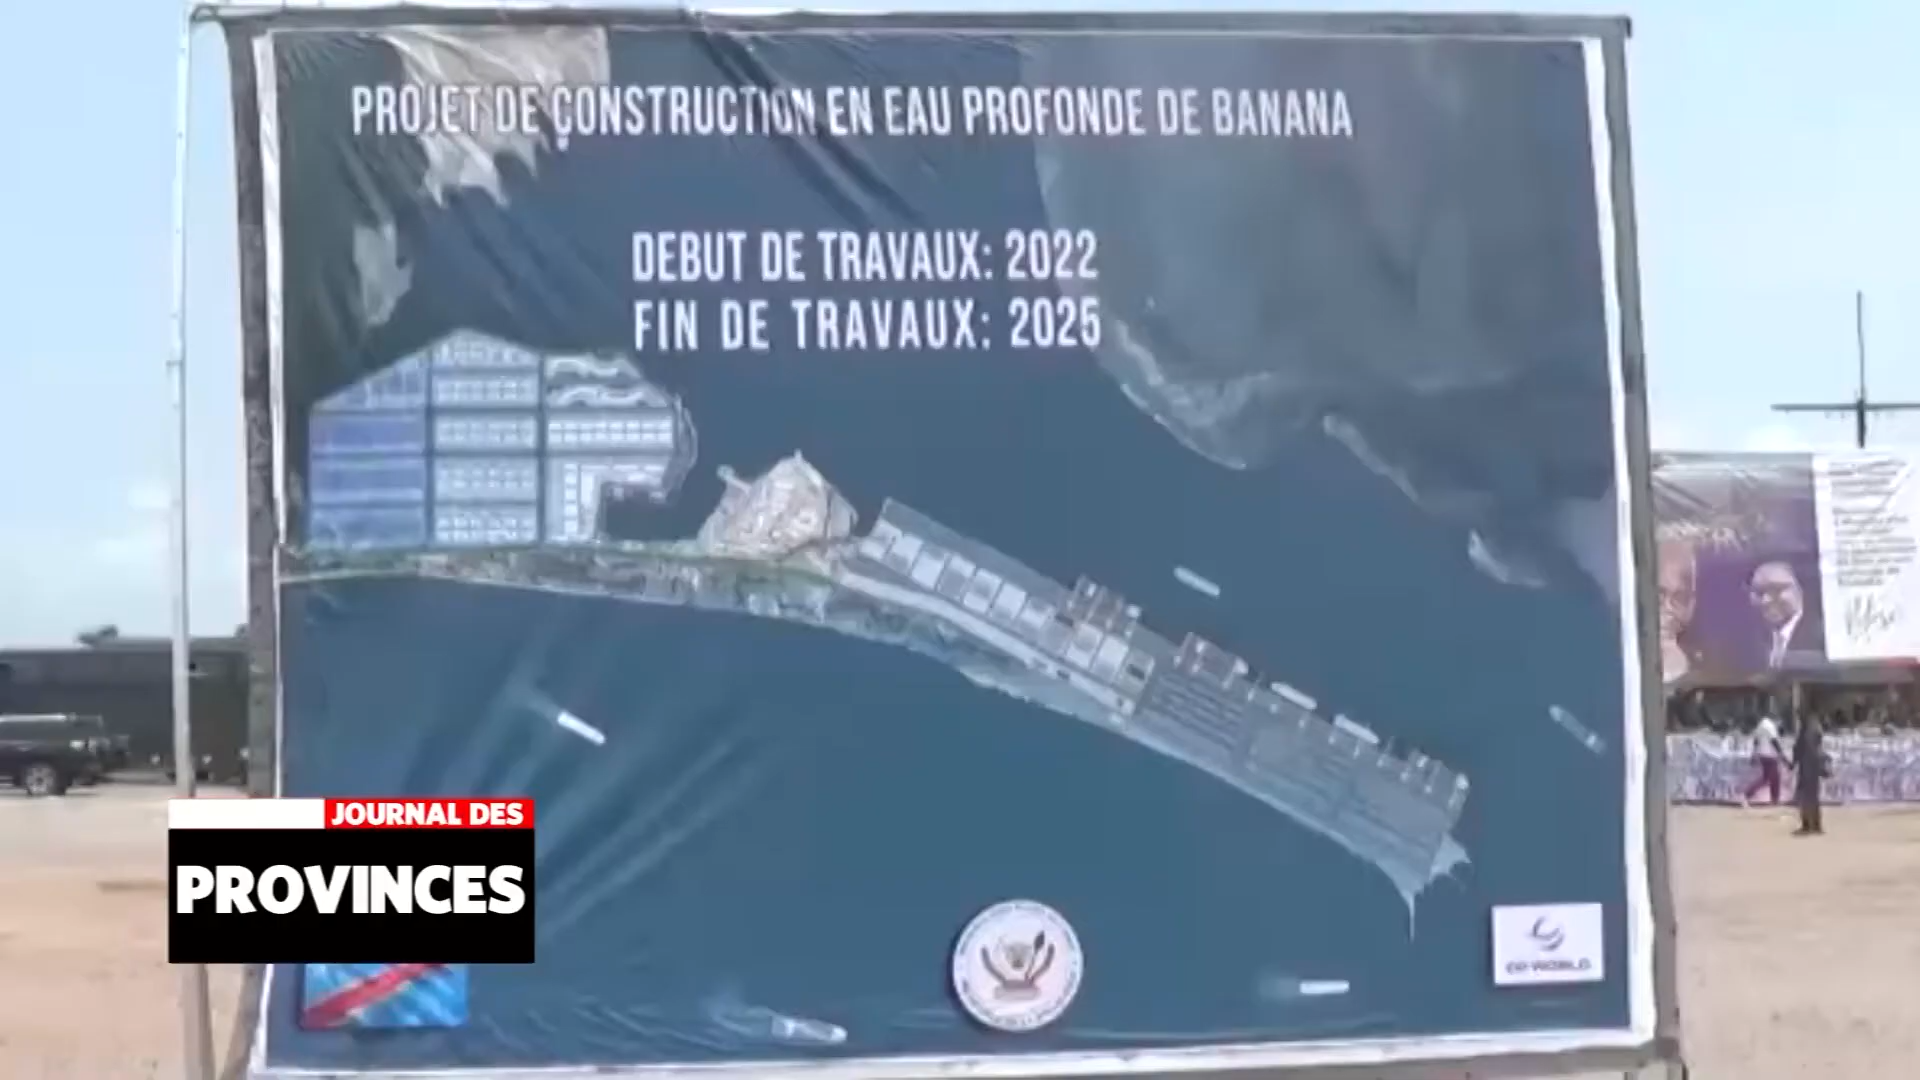 PROJET DE CONSTRUCTION EN EAU PROFONDE DE BANANA
DEBUT DE TRAVAUX: 2022
FIN DE TRAVAUX: 2025
JOURNAL DES
PROVINCES
DP WORLD